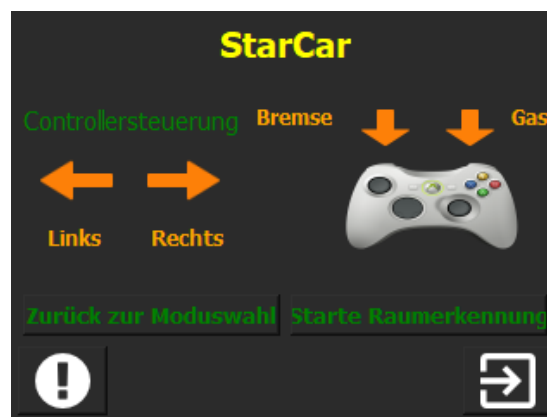 StarCar
Controllersteuerung
Bremse
Gas
Links
Rechts
Zurück zur Moduswahl
Starte Raumerkennung